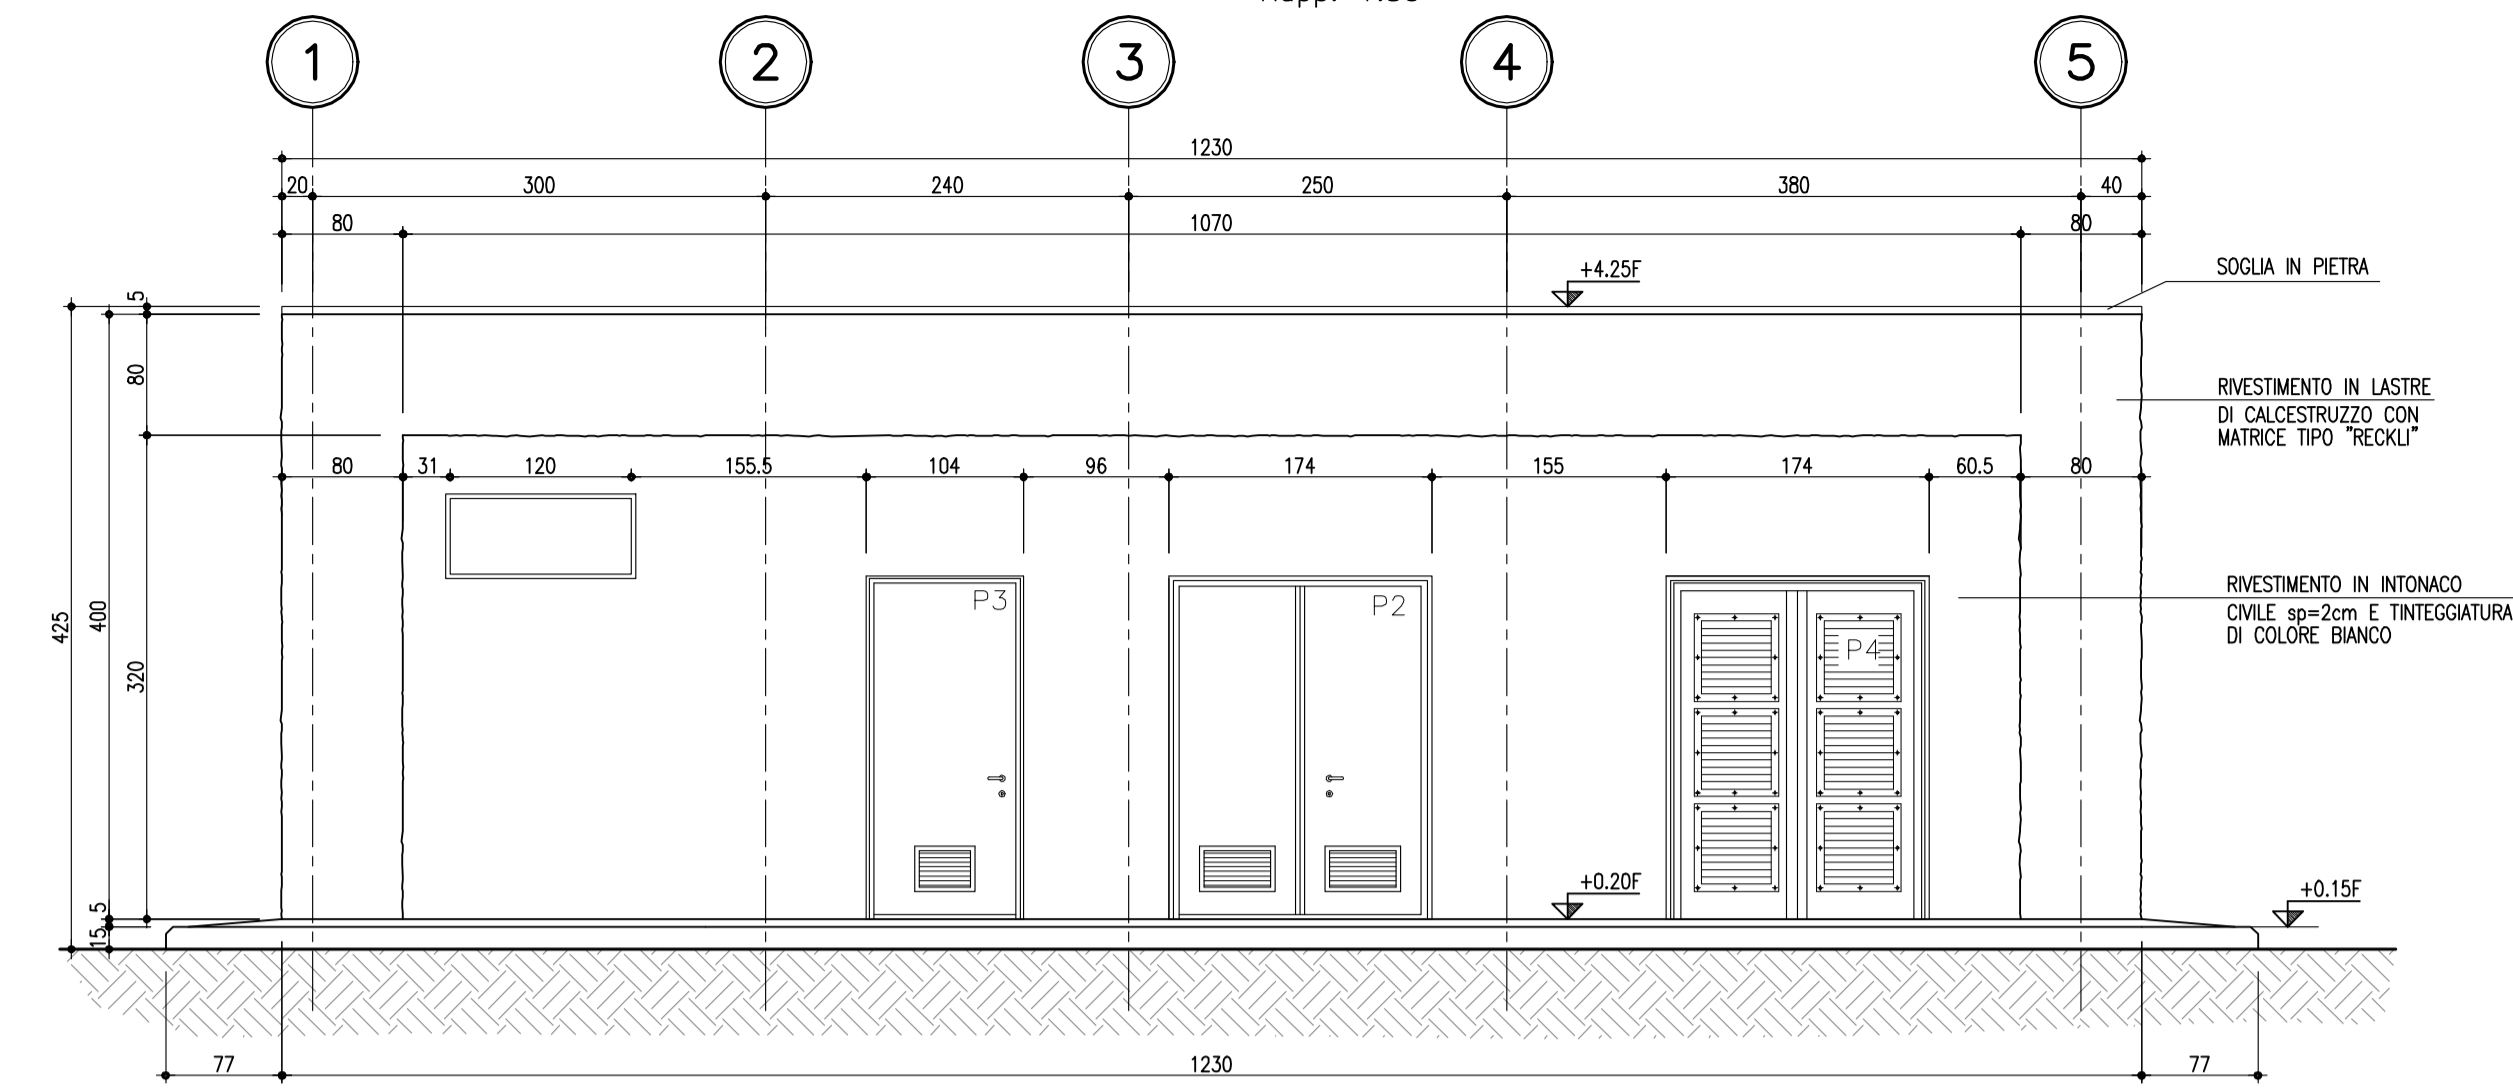 1 2 3 4 5
1230
20 300 240 250 380 40
80 1070 80
+4.25F
SOGLIA IN PIETRA
5
80
RIVESTIMENTO IN LASTRE
DI CALCESTRUZZO CON
MATRICE TIPO "RECKLI"
80 31 120 155.5 104 96 174 155 174 60.5 80
P3
P2
P4
RIVESTIMENTO IN INTONACO
CIVILE sp=2cm E TINTEGGIATURA
DI COLORE BIANCO
425
400
320
+0.20F
+0.15F
5
15
77 1230 77